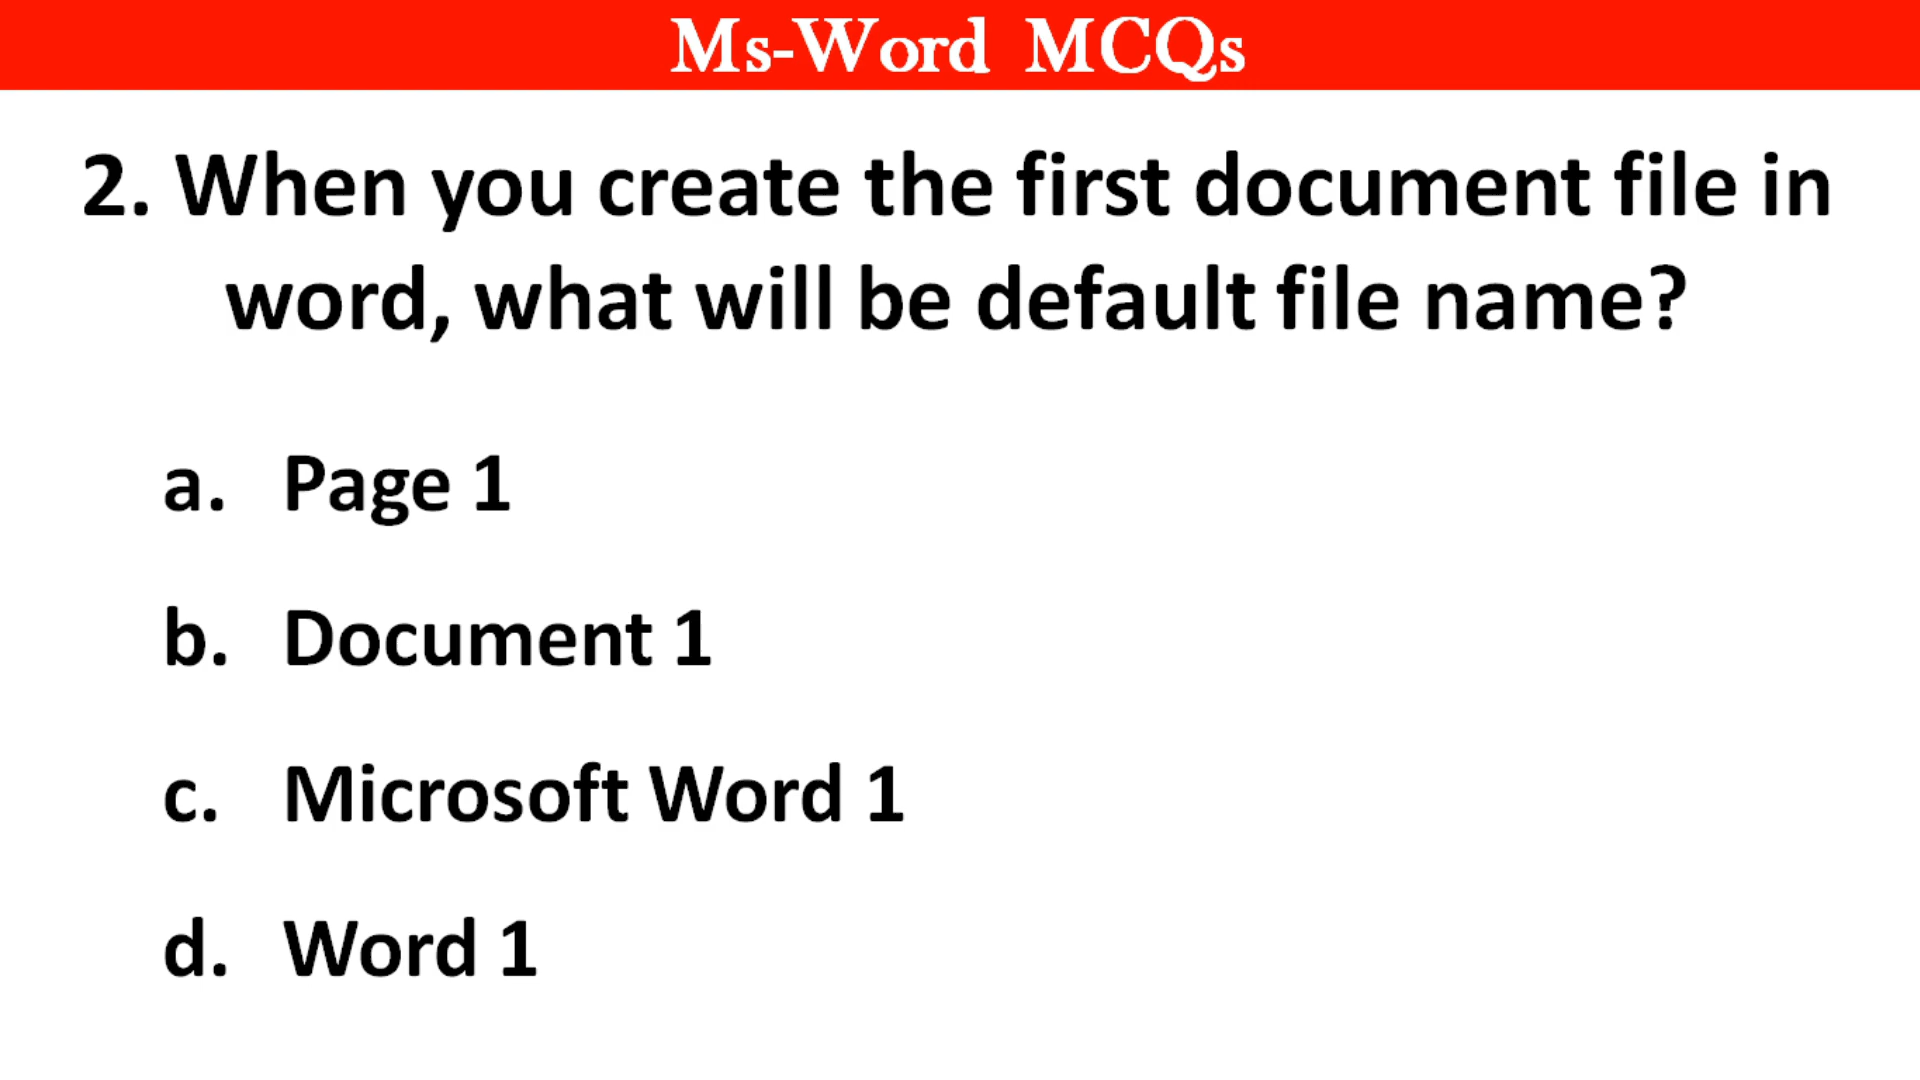 Ms-Word MCQs
2. When you create the first document file in
word, what will be default file name?
a. Page 1
b. Document 1
c. Microsoft Word 1
d. Word 1